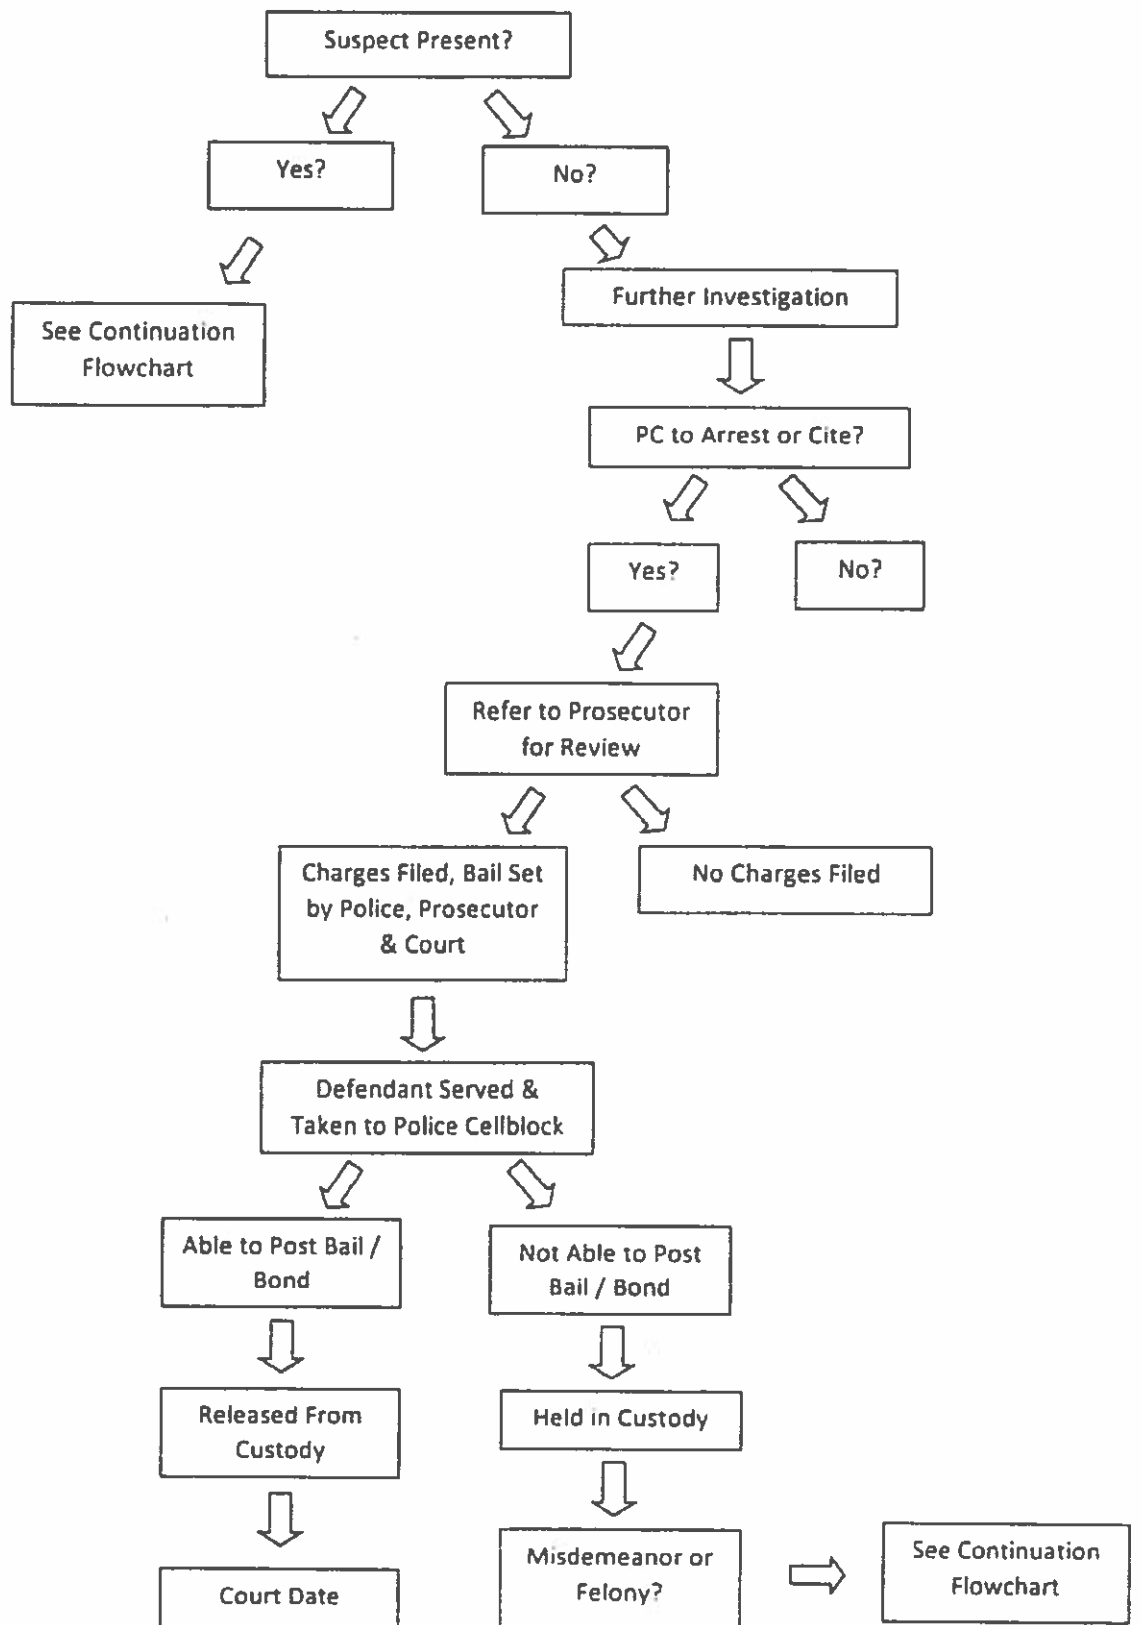 Suspect Present?
Yes?
No?
Further Investigation
See Continuation
Flowchart
PC to Arrest or Cite?
Yes?
No?
Refer to Prosecutor
for Review
Charges Filed, Bail Set
by Police, Prosecutor
& Court
No Charges Filed
Defendant Served &
Taken to Police Cellblock
Able to Post Bail /
Bond
Not Able to Post
Bail / Bond
Released From
Custody
Held in Custody
Misdemeanor or
Felony?
See Continuation
Flowchart
Court Date